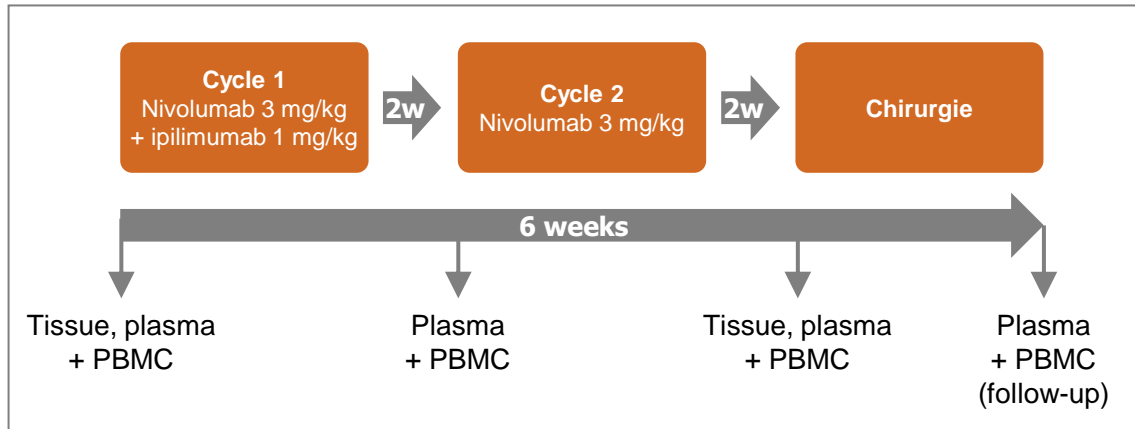 Cycle 1
Nivolumab 3 mg/kg
+ ipilimumab 1 mg/kg
2w
Cycle 2
Nivolumab 3 mg/kg
2w
Chirurgie
6 weeks
Tissue, plasma
+ PBMC
Plasma
+ PBMC
Tissue, plasma
+ PBMC
Plasma
+ PBMC
(follow-up)